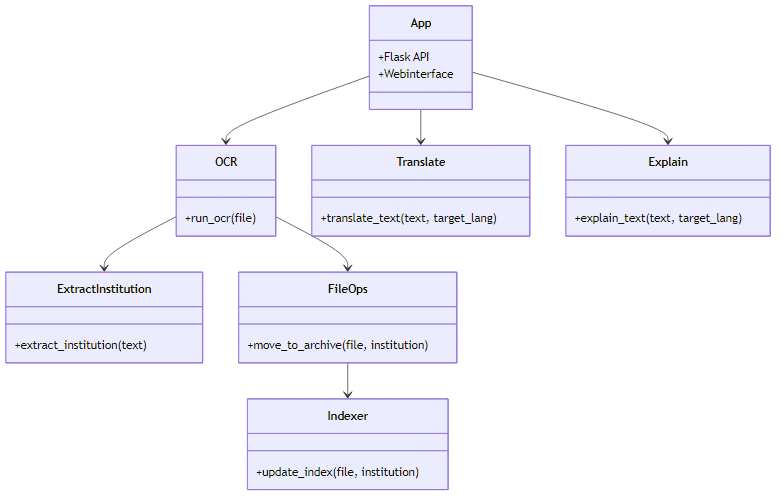 App
+Flask API
+Webinterface
OCR
+run_ocr(file)
Translate
+translate_text(text, target_lang)
Explain
+explain_text(text, target_lang)
ExtractInstitution
+extract_institution(text)
FileOps
+move_to_archive(file, institution)
Indexer
+update_index(file, institution)